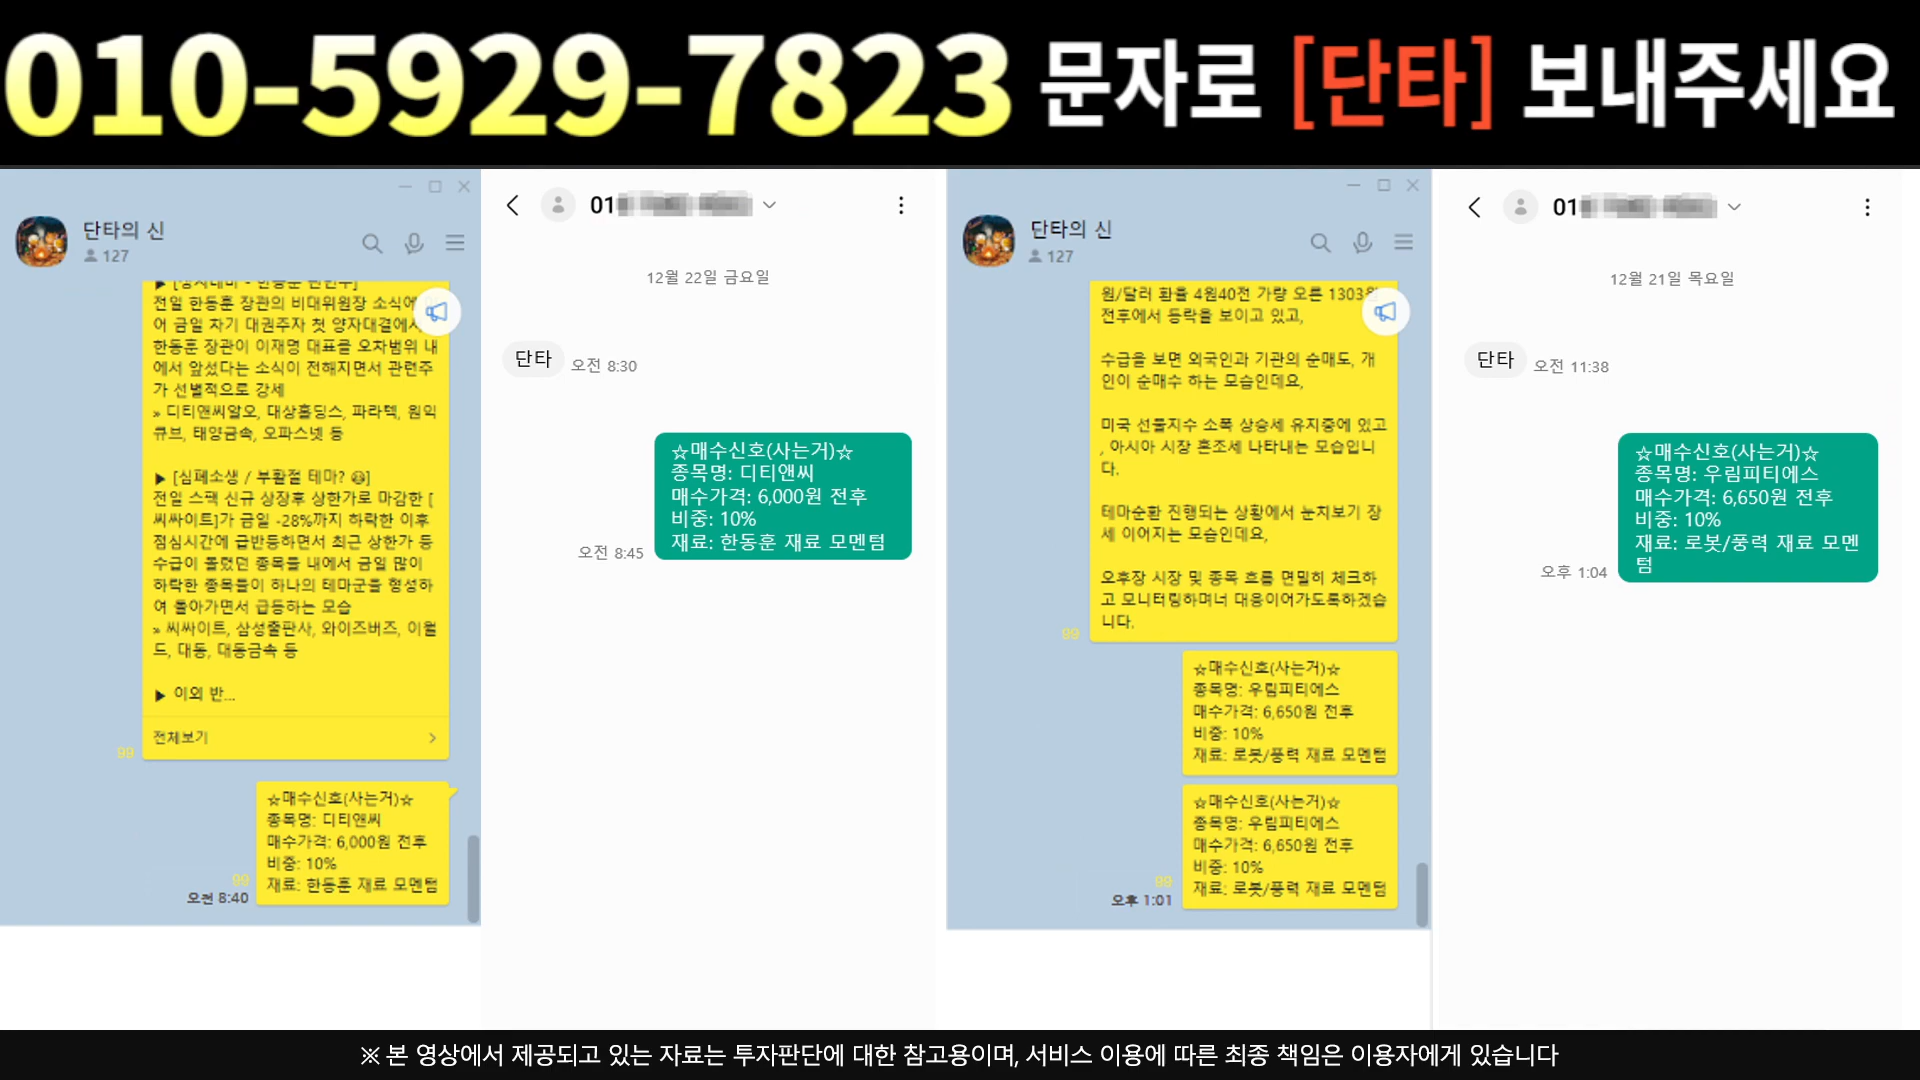 010-5929-7823 문자로 [단타] 보내주세요
단타의 신
127
전일 한동훈 장관의 비대위원장 소식에
어 금일 차기 대권주자 첫 양자대결에서
한동훈 장관이 이재명 대표를 오차범위 내
에서 앞섰다는 소식이 전해지면서 관련주
가 선별적으로 강세
» 디티앤씨알오, 대상홀딩스, 파라텍, 원익
큐브, 태양금속, 오파스넷 등
▶ [심폐소생 / 부활절 테마? 😆]
전일 스팩 신규 상장후 상한가로 마감한 [
씨싸이트]가 금일 -28%까지 하락한 이후
점심시간에 급반등하면서 최근 상한가 등
수급이 몰렸던 종목들 내에서 금일 많이
하락한 종목들이 하나의 테마군을 형성하
여 돌아가면서 급등하는 모습
» 씨싸이트, 삼성출판사, 와이즈버즈, 이월
드, 대동, 대동금속 등
▶ 이외 반...
전체보기
99
☆매수신호(사는거)☆
종목명: 디티앤씨
매수가격: 6,000원 전후
비중: 10%
재료: 한동훈 재료 모멘텀
99
오전 8:40
01
12월 22일 금요일
단타
오전 8:30
☆매수신호(사는거)☆
종목명: 디티앤씨
매수가격: 6,000원 전후
비중: 10%
재료: 한동훈 재료 모멘텀
오전 8:45
단타의 신
127
원/달러 환율 4원40전 가량 오른 1303원
전후에서 등락을 보이고 있고,
수급을 보면 외국인과 기관의 순매도, 개
인이 순매수 하는 모습인데요,
미국 선물지수 소폭 상승세 유지중에 있고
, 아시아 시장 혼조세 나타내는 모습입니
다.
테마순환 진행되는 상황에서 눈치보기 장
세 이어지는 모습인데요,
오후장 시장 및 종목 흐름 면밀히 체크하
고 모니터링하며너 대응이어가도록하겠습
니다.
99
☆매수신호(사는거)☆
종목명: 우림피티에스
매수가격: 6,650원 전후
비중: 10%
재료: 로봇/풍력 재료 모멘텀
☆매수신호(사는거)☆
종목명: 우림피티에스
매수가격: 6,650원 전후
비중: 10%
재료: 로봇/풍력 재료 모멘텀
99
오후 1:01
01
12월 21일 목요일
단타
오전 11:38
☆매수신호(사는거)☆
종목명: 우림피티에스
매수가격: 6,650원 전후
비중: 10%
재료: 로봇/풍력 재료 모멘
텀
오후 1:04
※ 본 영상에서 제공되고 있는 자료는 투자판단에 대한 참고용이며, 서비스 이용에 따른 최종 책임은 이용자에게 있습니다